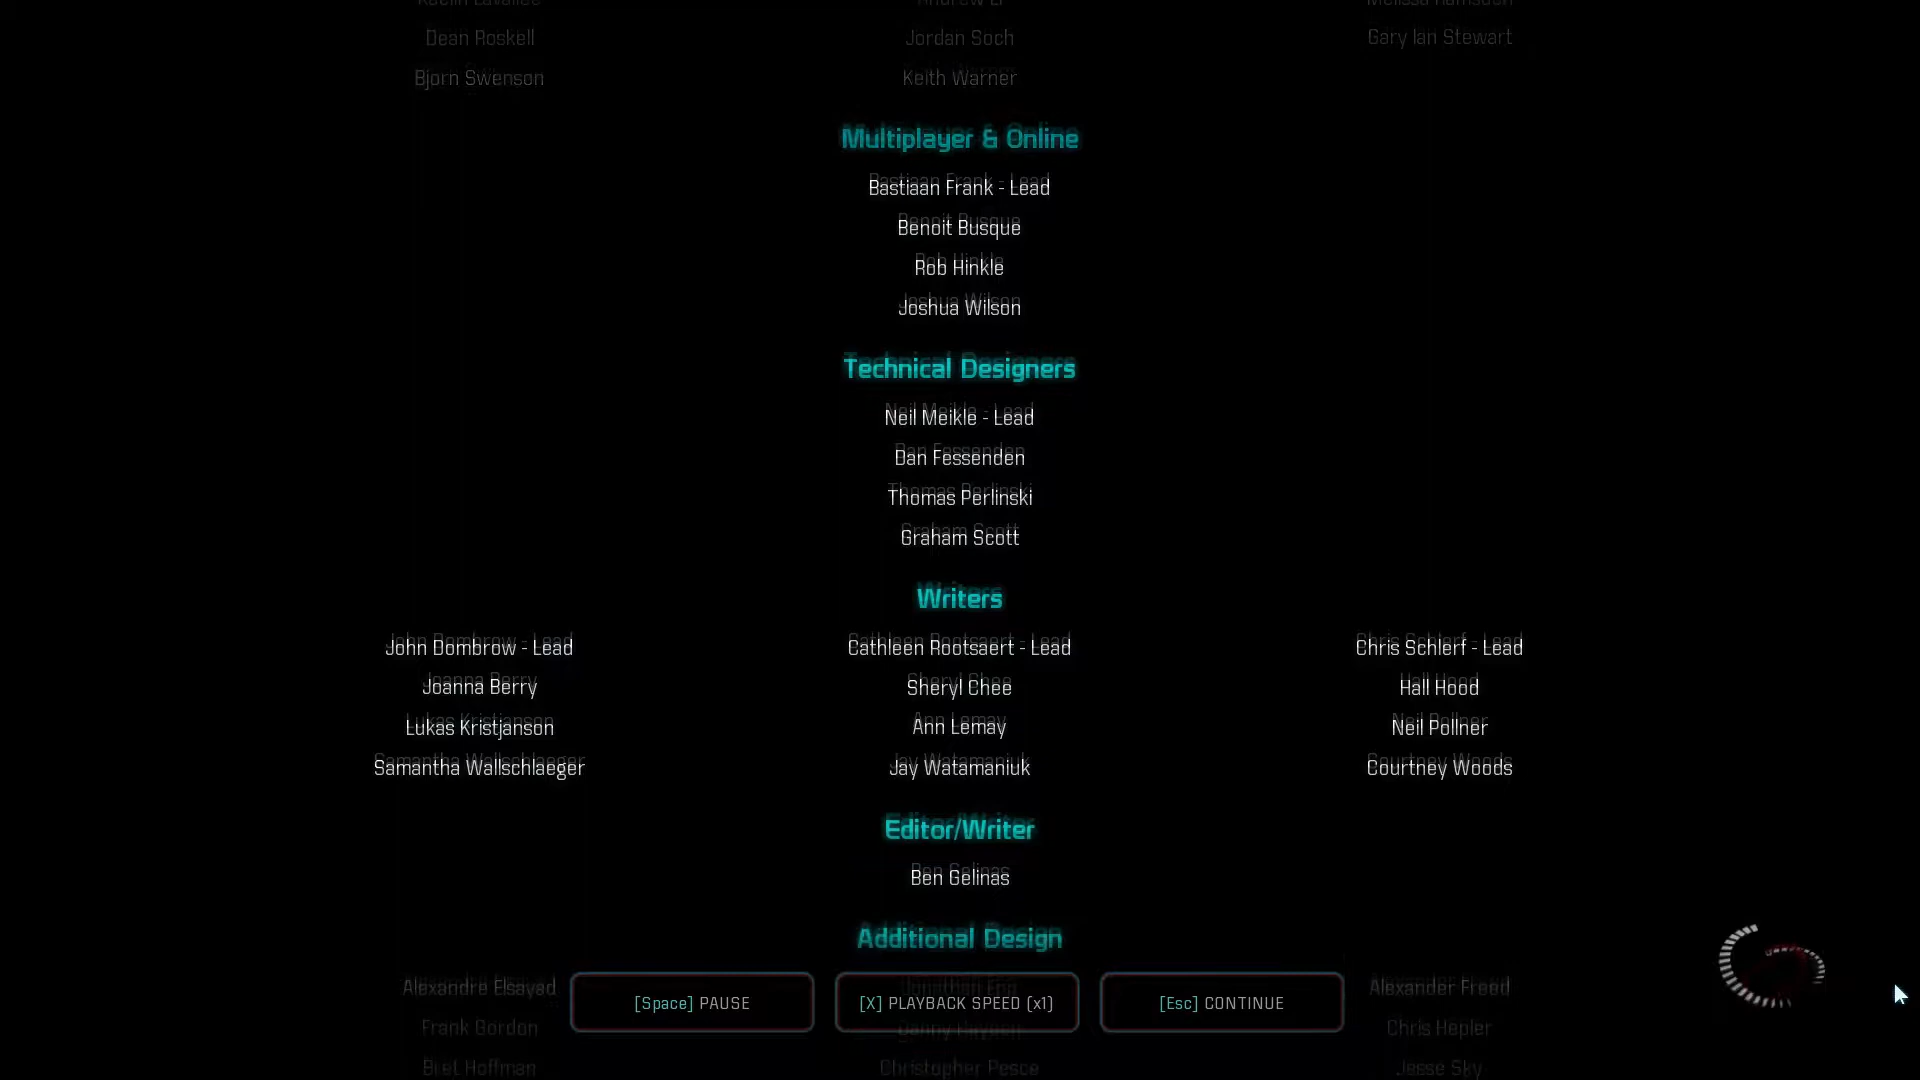 Dean Roskell Jordan Soch Gary Ian Stewart
Bjorn Swenson Keith Warner
Multiplayer & Online
Bastiaan Frank - Lead
Benoit Busque
Rob Hinkle
Joshua Wilson
Technical Designers
Neil Meikle - Lead
Dan Fessenden
Thomas Perlinski
Graham Scott
Writers
John Dombrow - Lead Cathleen Rootsaert - Lead Chris Schlerf - Lead
Joanna Berry Sheryl Chee Hall Hood
Lukas Kristjanson Ann Lemay Neil Pollner
Samantha Wallschlaeger Jay Watamaniuk Courtney Woods
Editor/Writer
Ben Gelinas
Additional Design
Alexandre Elsayad Alexander Freed
[Space] PAUSE [X] PLAYBACK SPEED (x1) [Esc] CONTINUE
Frank Gordon Chris Hepler
Bret Hoffman Christopher Pesce Jesse Sky